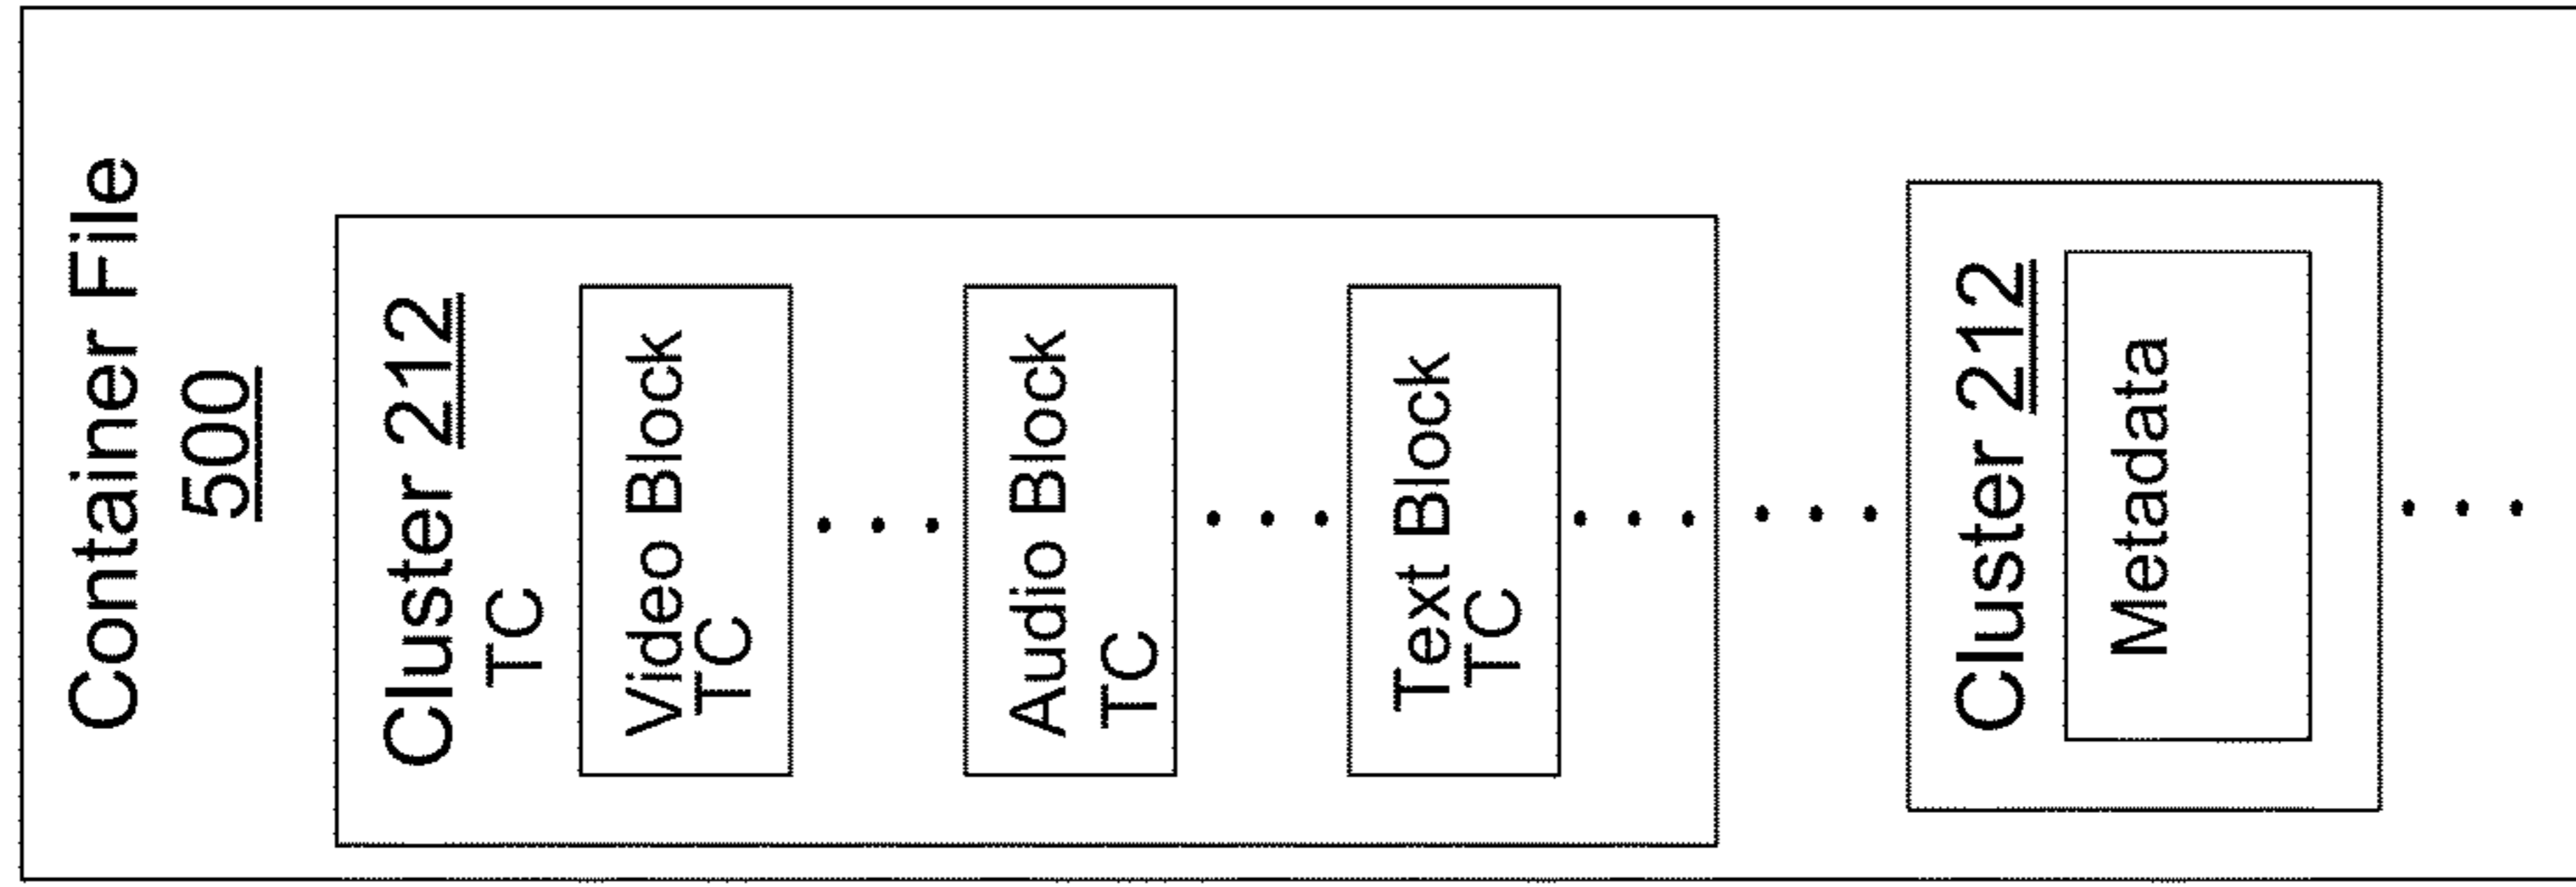 Container File
500
Cluster 212
TC
Video Block
TC
Audio Block
TC
Text Block
TC
Cluster 212
Metadata